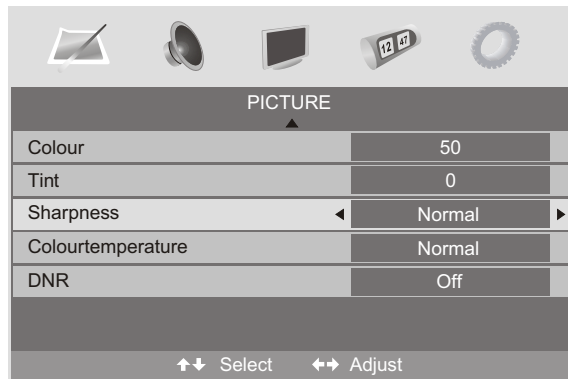 12 47
PICTURE
Colour 50
Tint 0
Sharpness Normal
Colourtemperature Normal
DNR Off
Select Adjust